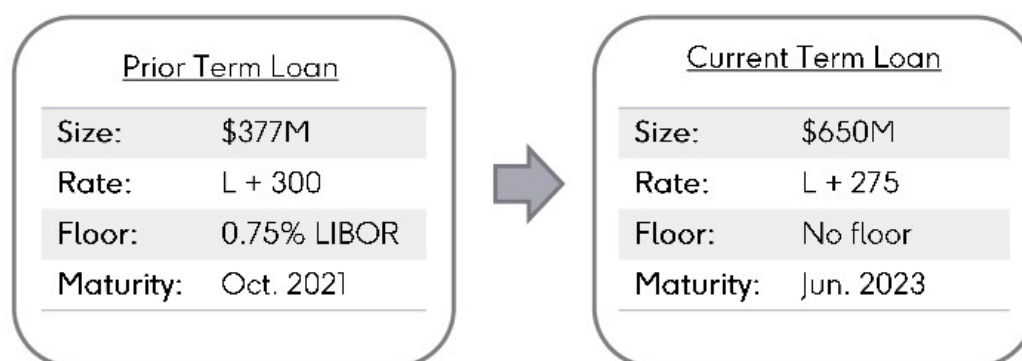 Prior Term Loan
Size: $377M
Rate: L + 300
Floor: 0.75% LIBOR
Maturity: Oct. 2021
Current Term Loan
Size: $650M
Rate: L + 275
Floor: No floor
Maturity: Jun. 2023